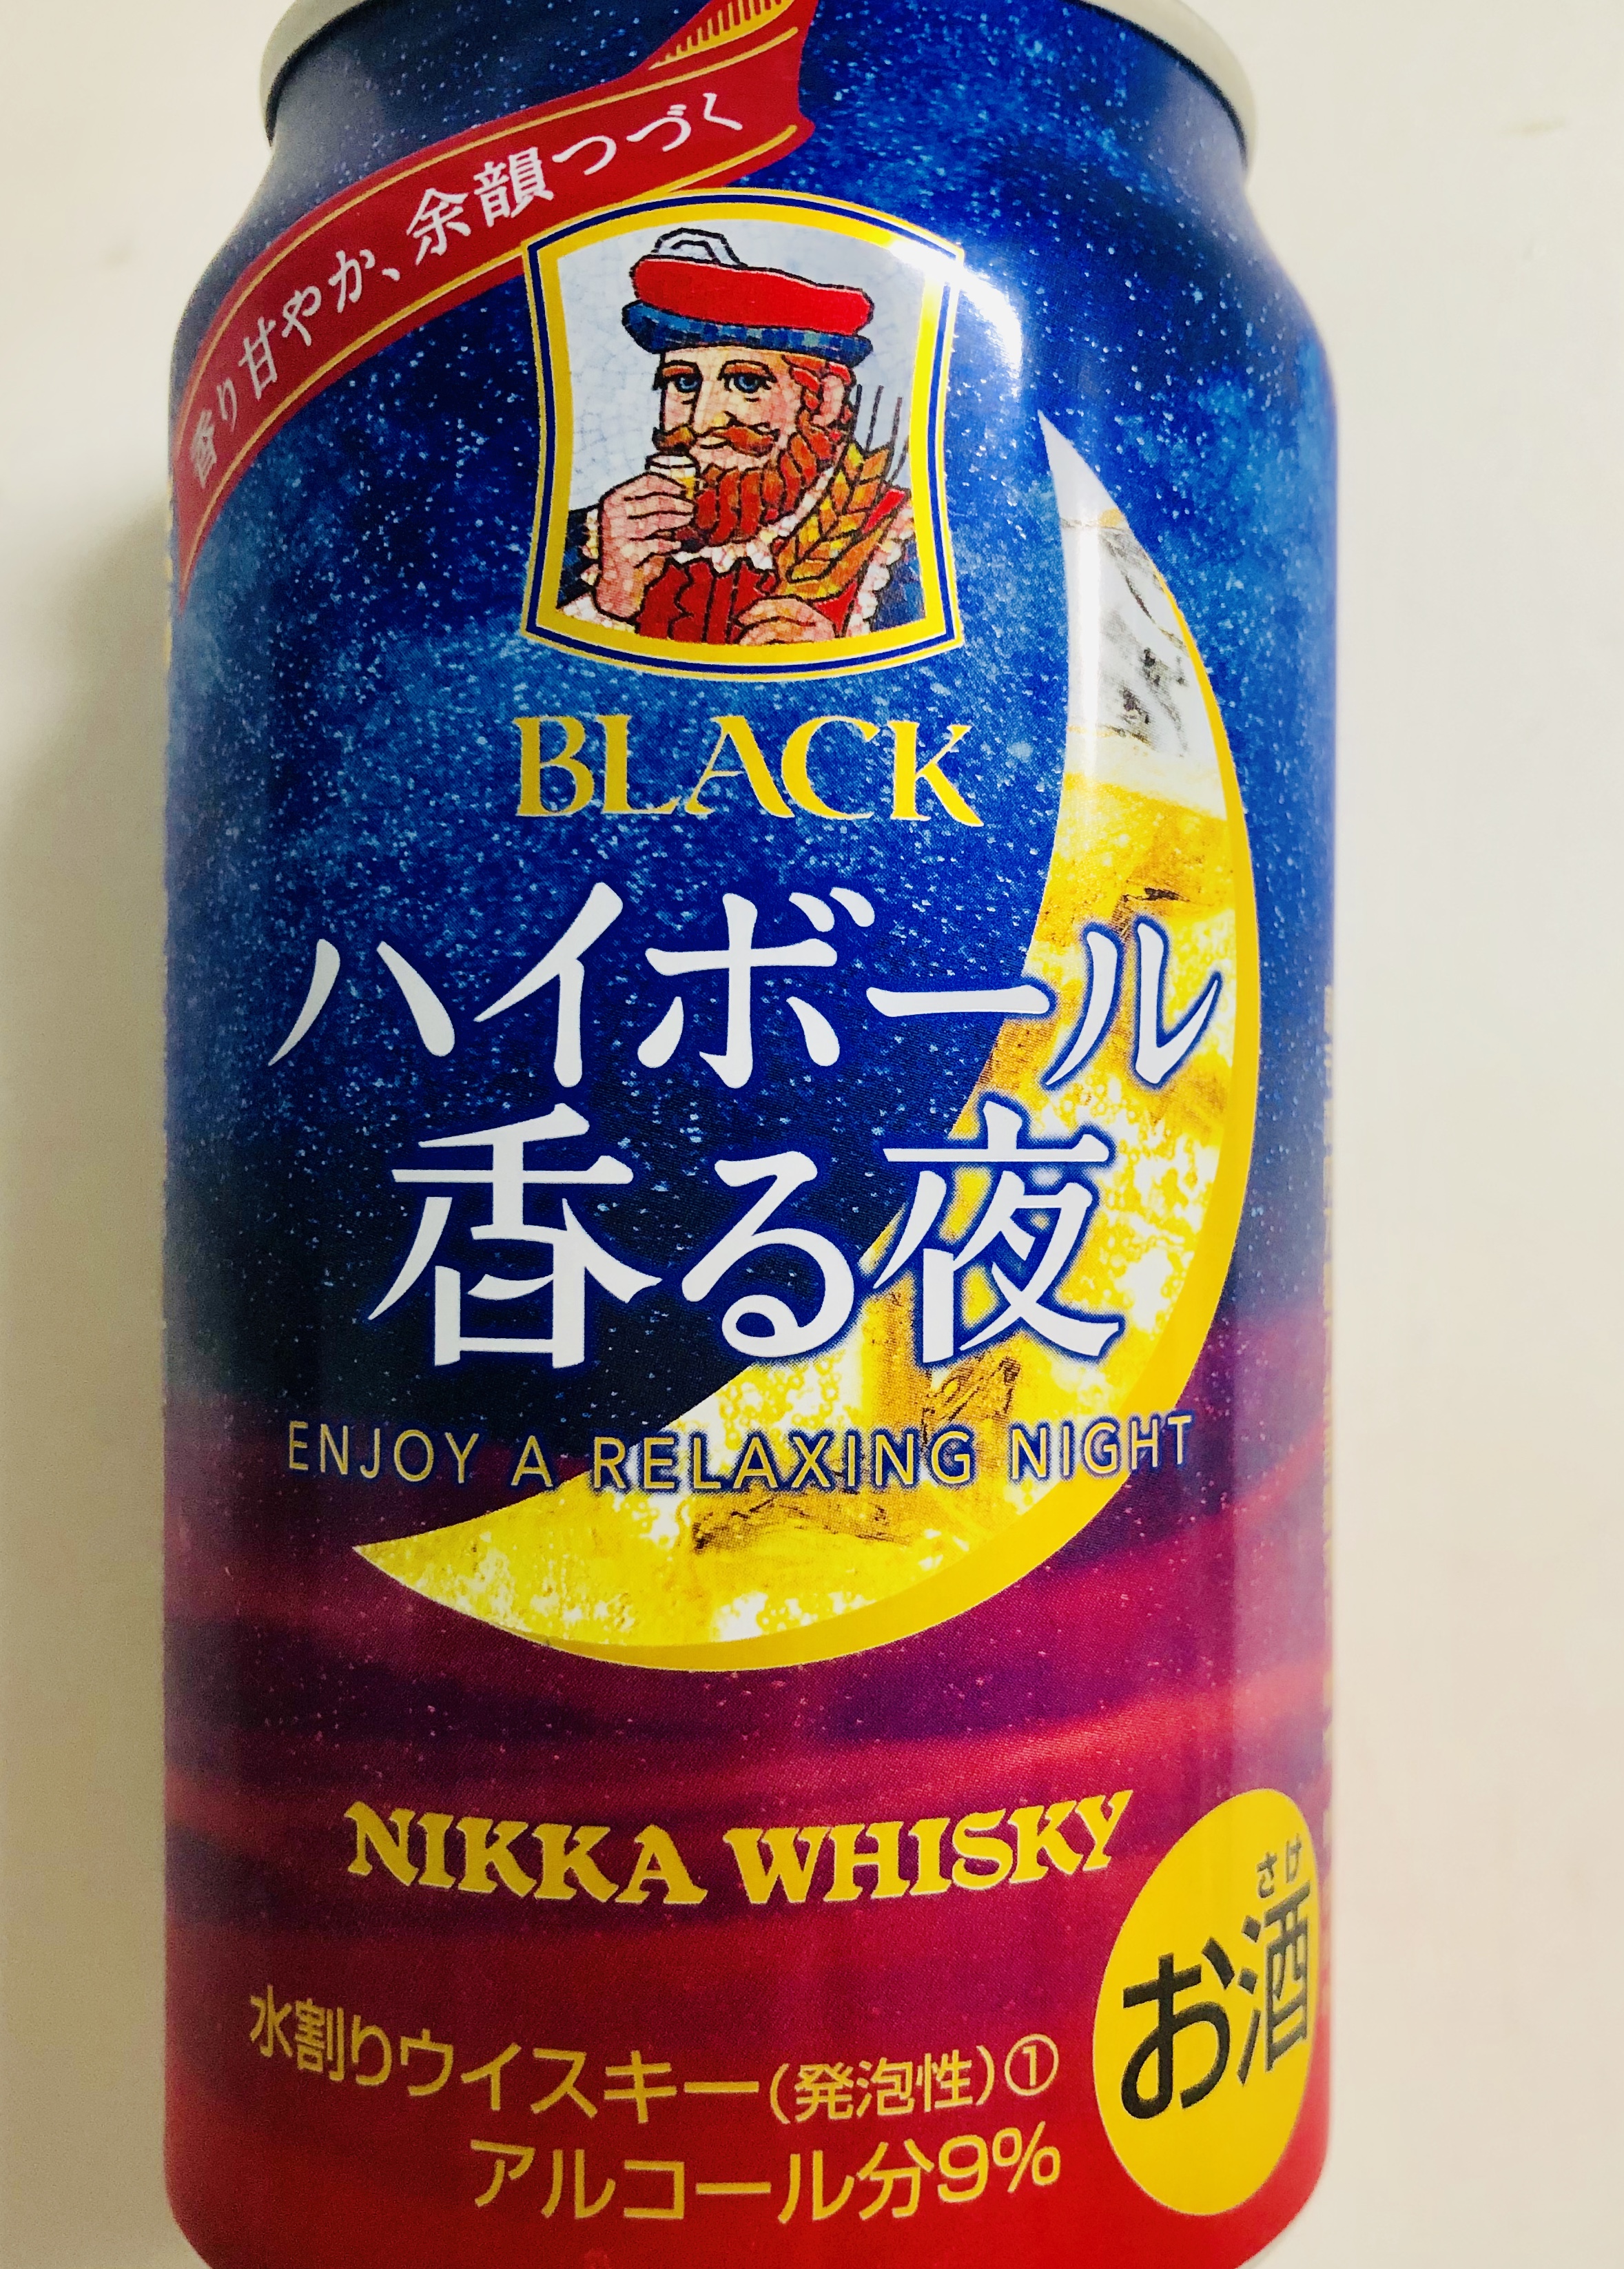 香り甘やか、余韻つづく
BLACK
ハイボール
香る夜
ENJOY A RELAXING NIGHT
NIKKA WHISKY
さけ
お酒
水割りウイスキー(発泡性)①
アルコール分9%